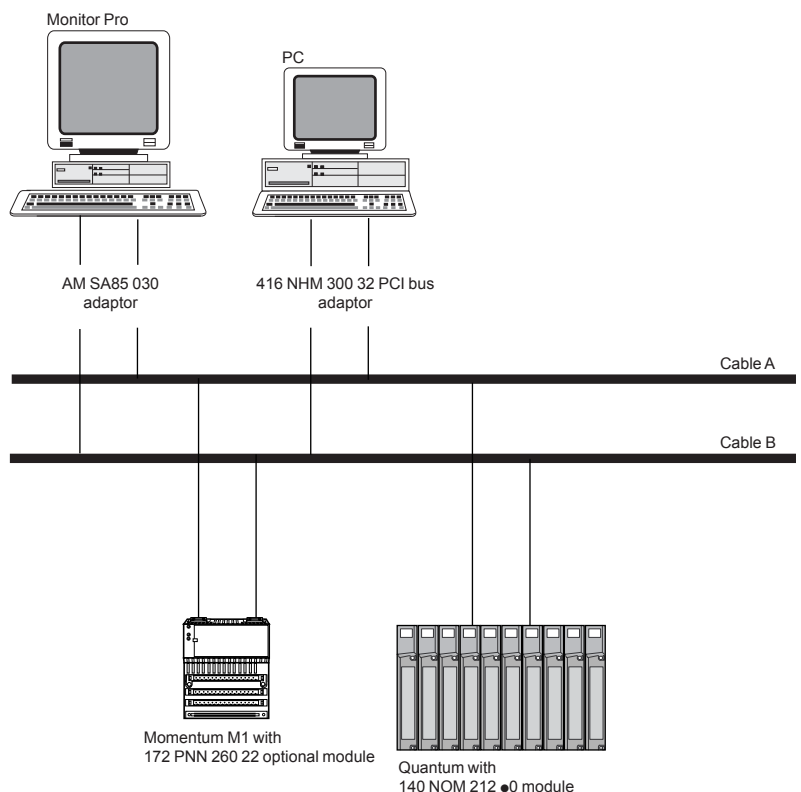 Monitor Pro
PC
AM SA85 030
adaptor
416 NHM 300 32 PCI bus
adaptor
Cable A
Cable B
Momentum M1 with
172 PNN 260 22 optional module
Quantum with
140 NOM 212 ●0 module